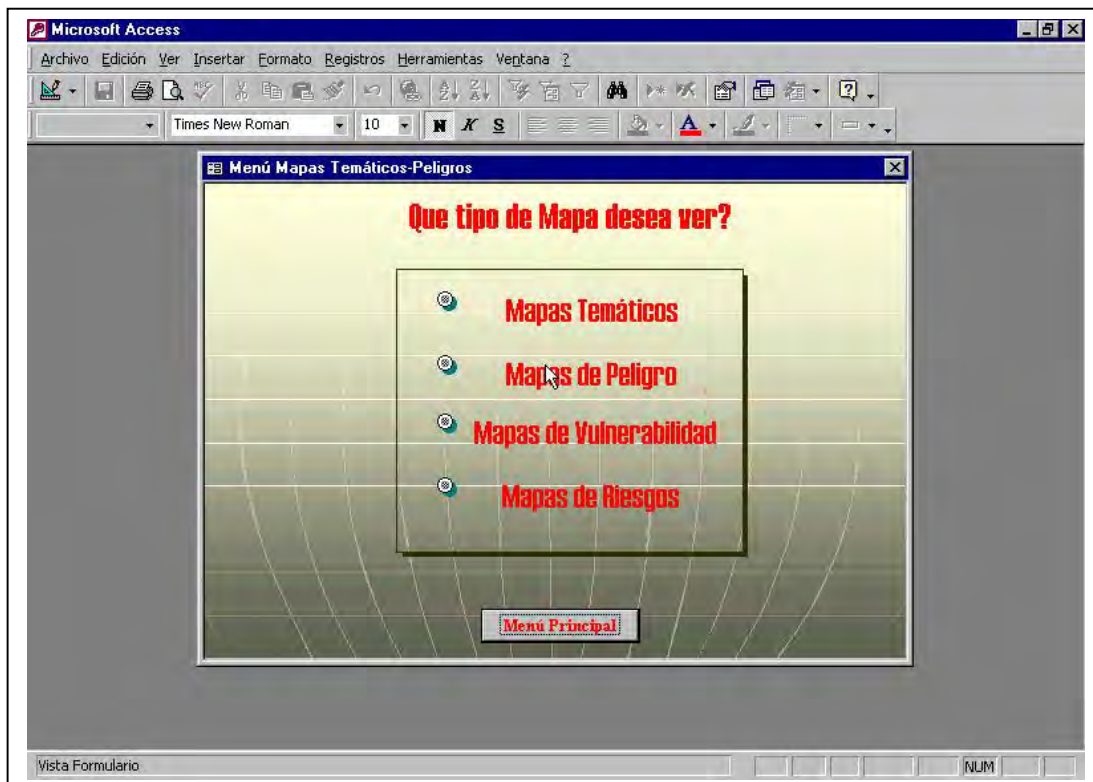 Microsoft Access
Archivo Edición Ver Insertar Formato Registros Herramientas Ventana ?
Times New Roman 10 N K S A
Menú Mapas Temáticos-Peligros
Que tipo de Mapa desea ver?
Mapas Temáticos
Mapas de Peligro
Mapas de Vulnerabilidad
Mapas de Riesgos
Menú Principal
Vista Formulario NUM